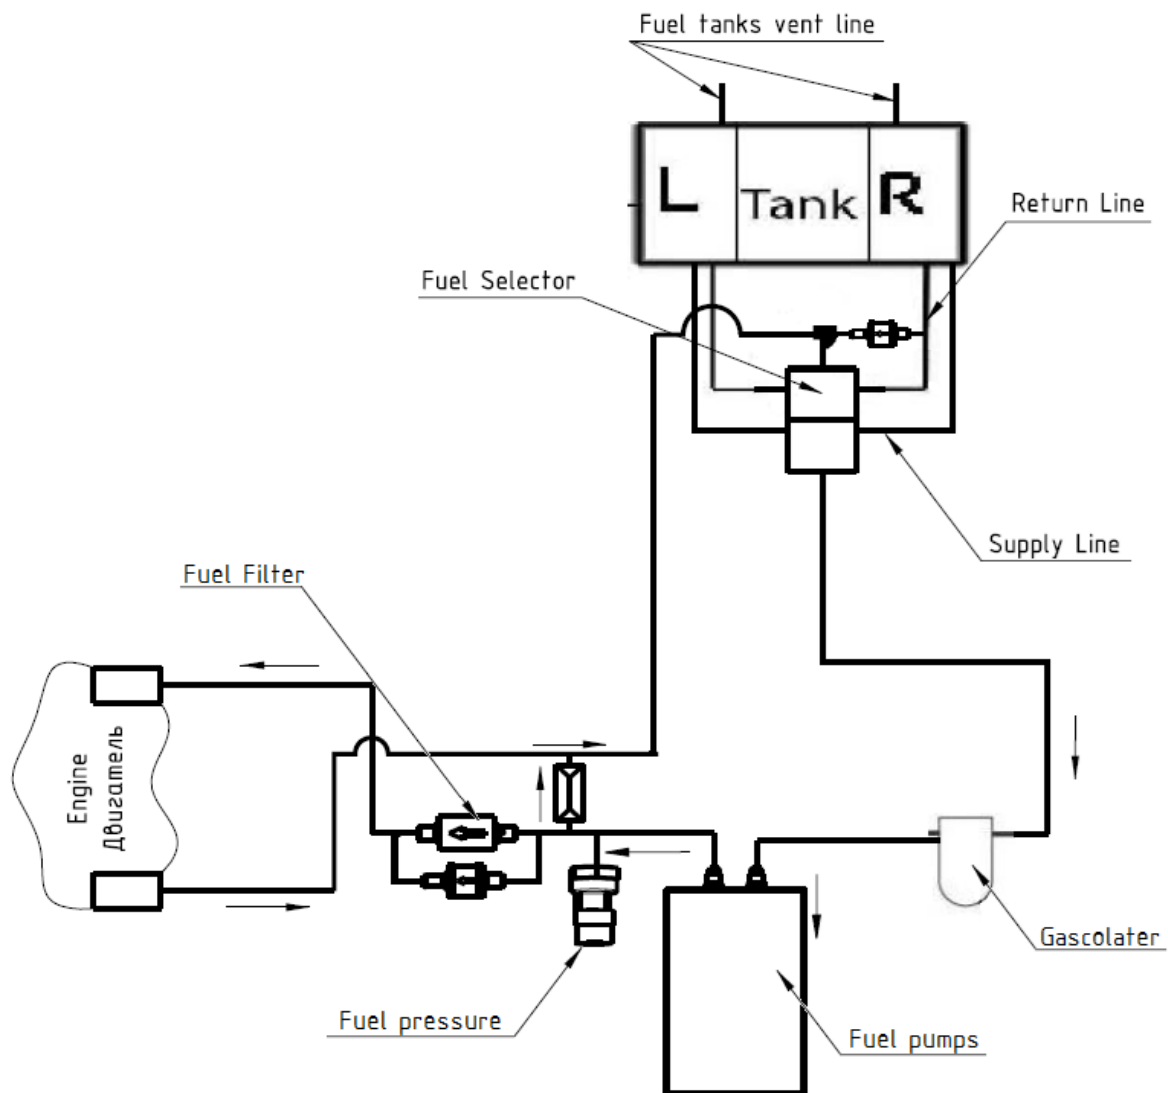 Fuel tanks vent line
L
Tank
R
Return Line
Fuel Selector
Supply Line
Fuel Filter
Engine
Двигатель
Gascolater
Fuel pressure
Fuel pumps